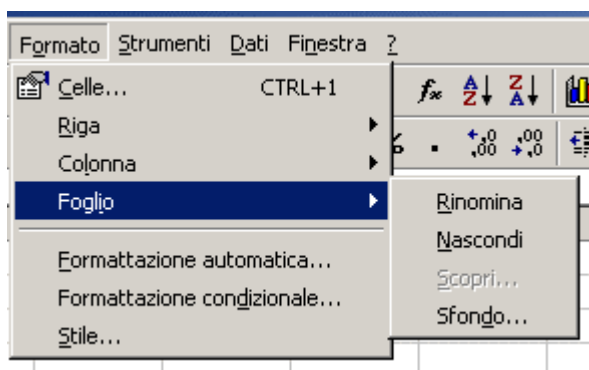 Formato Strumenti Dati Finestra ?
Celle... CTRL+1
Riga
Colonna
Foglio
Rinomina
Nascondi
Scopri...
Sfondo...
Formattazione automatica...
Formattazione condizionale...
Stile...